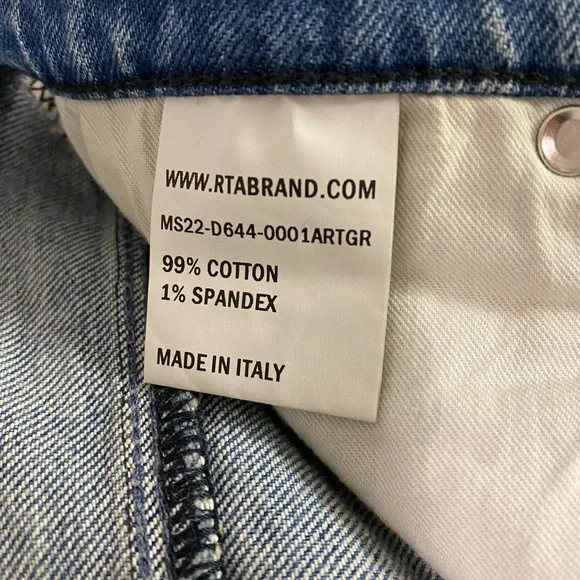 WWW.RTABRAND.COM
MS22-D644-0001ARTGR
99% COTTON
1% SPANDEX
MADE IN ITALY